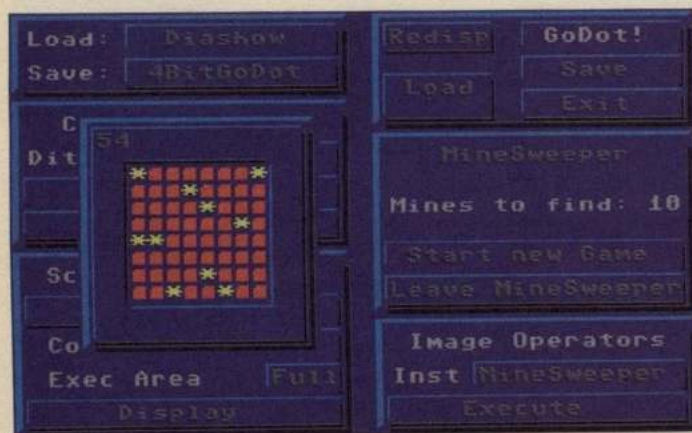 Load: Diashow
Save: 4BitGoDot
C
Dit
54
Sc
Co
Exec Area Full
Display
Redisp GoDot!
Load Save
Exit
MineSweeper
Mines to find: 10
Start new Game
Leave MineSweeper
Image Operators
Inst MineSweeper
Execute